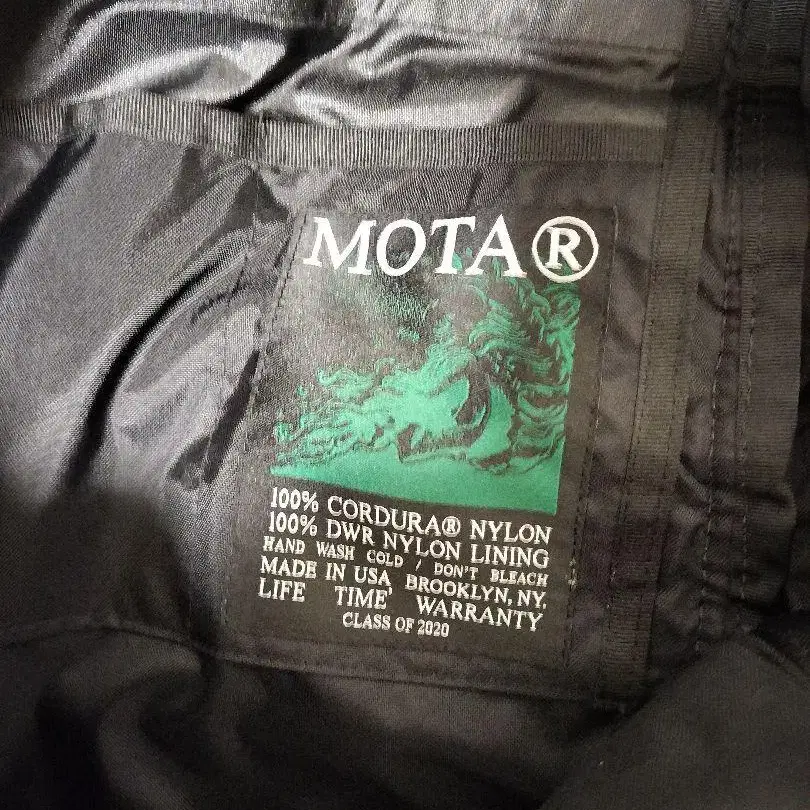 MOTA®
100% CORDURA® NYLON
100% DWR NYLON LINING
HAND WASH COLD / DON'T BLEACH
MADE IN USA BROOKLYN, NY,
LIFE TIME' WARRANTY
CLASS OF 2020